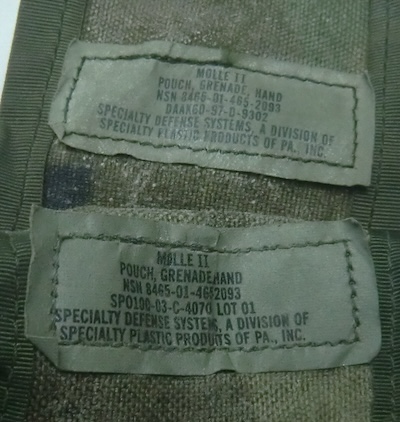 MOLLE II
POUCH, GRENADE, HAND
NSN 8465-01-465-2093
DAAK60-97-D-9302
SPECIALTY DEFENSE SYSTEMS, A DIVISION OF
SPECIALTY PLASTIC PRODUCTS OF PA., INC.
MOLLE II
POUCH, GRENADEHAND
NSN 8465-01-4652093
SPO100-03-C-4070 LOT 01
SPECIALTY DEFENSE SYSTEM, A DIVISION OF
SPECIALTY PLASTIC PRODUCTS OF PA., INC.